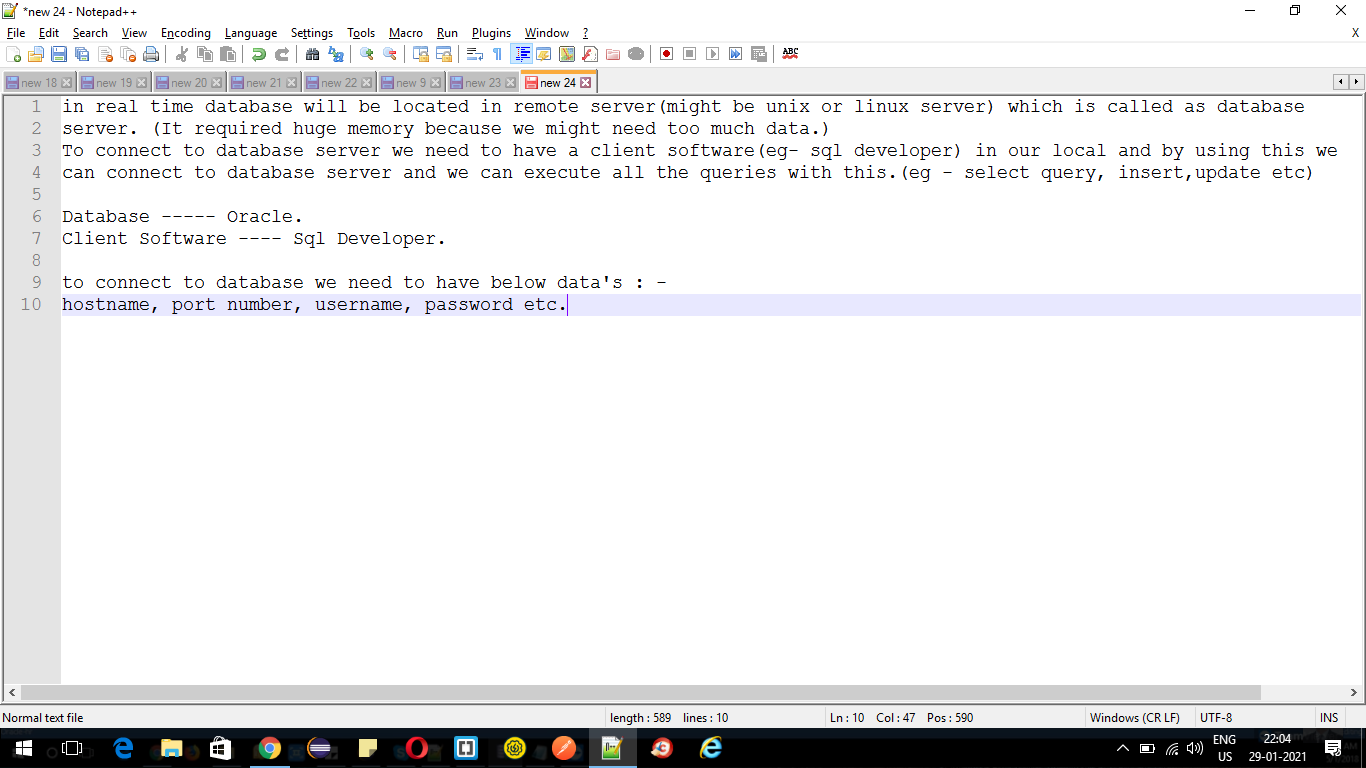 *new 24 - Notepad++
File Edit Search View Encoding Language Settings Tools Macro Run Plugins Window ? X
ABC
new 18 new 19 new 20 new 21 new 22 new 9 new 23 new 24
1 in real time database will be located in remote server(might be unix or linux server) which is called as database
2 server. (It required huge memory because we might need too much data.)
3 To connect to database server we need to have a client software(eg- sql developer) in our local and by using this we
4 can connect to database server and we can execute all the queries with this.(eg - select query, insert,update etc)
5
6 Database ----- Oracle.
7 Client Software ---- Sql Developer.
8
9 to connect to database we need to have below data's : -
10 hostname, port number, username, password etc.
Normal text file length : 589 lines : 10 Ln : 10 Col : 47 Pos : 590 Windows (CR LF) UTF-8 INS
ENG 22:04
US 29-01-2021